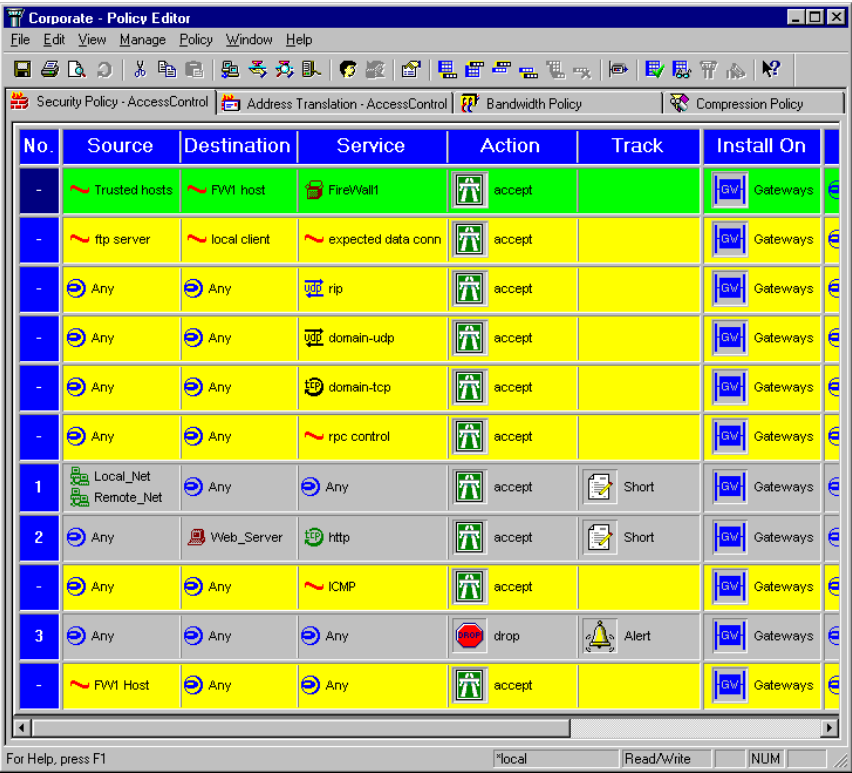 Corporate - Policy Editor
File Edit View Manage Policy Window Help
Security Policy - AccessControl Address Translation - AccessControl Bandwidth Policy Compression Policy
No. Source Destination Service Action Track Install On
- Trusted hosts FW1 host FireWall1 accept GW Gateways
- ftp server local client expected data conn accept GW Gateways
- Any Any udp rip accept GW Gateways
- Any Any udp domain-udp accept GW Gateways
- Any Any tcp domain-tcp accept GW Gateways
- Any Any rpc control accept GW Gateways
1 Local_Net Any Any accept Short GW Gateways
Remote_Net
2 Any Web_Server tcp http accept Short GW Gateways
- Any Any ICMP accept GW Gateways
3 Any Any Any DROP drop Alert GW Gateways
- FW1 Host Any Any accept GW Gateways
For Help, press F1 *local Read/Write NUM